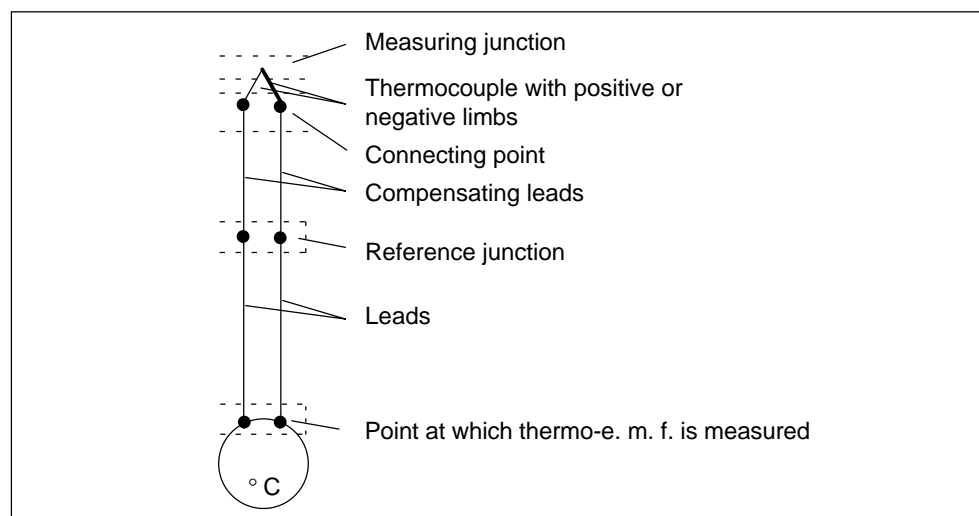 Measuring junction
Thermocouple with positive or
negative limbs
Connecting point
Compensating leads
Reference junction
Leads
Point at which thermo-e. m. f. is measured
° C